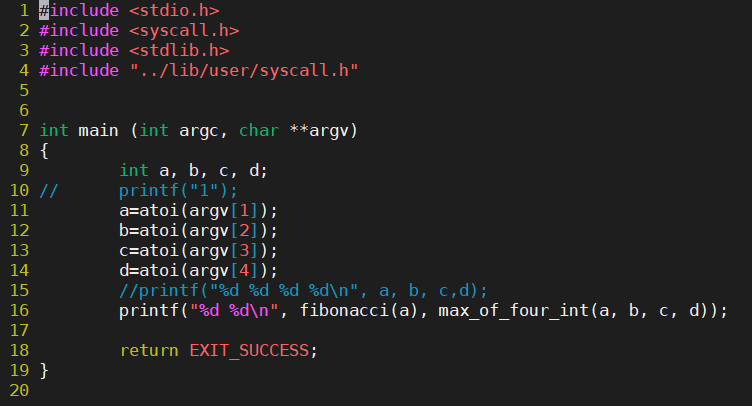 1 #include <stdio.h>
2 #include <syscall.h>
3 #include <stdlib.h>
4 #include "../lib/user/syscall.h"
5
6
7 int main (int argc, char **argv)
8 {
9         int a, b, c, d;
10 //      printf("1");
11         a=atoi(argv[1]);
12         b=atoi(argv[2]);
13         c=atoi(argv[3]);
14         d=atoi(argv[4]);
15         //printf("%d %d %d %d\n", a, b, c,d);
16         printf("%d %d\n", fibonacci(a), max_of_four_int(a, b, c, d));
17
18         return EXIT_SUCCESS;
19 }
20